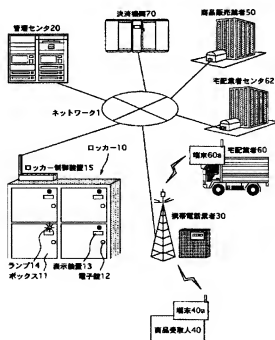 決済機関70
商品販売業者50
管理センタ20
宅配業者センタ62
ネットワーク1
ロッカー10
ロッカー制御装置15
端末60a
宅配業者60
携帯電話業者30
ランプ14
表示装置13
ボックス11
電子錠12
端末40a
商品受取人40